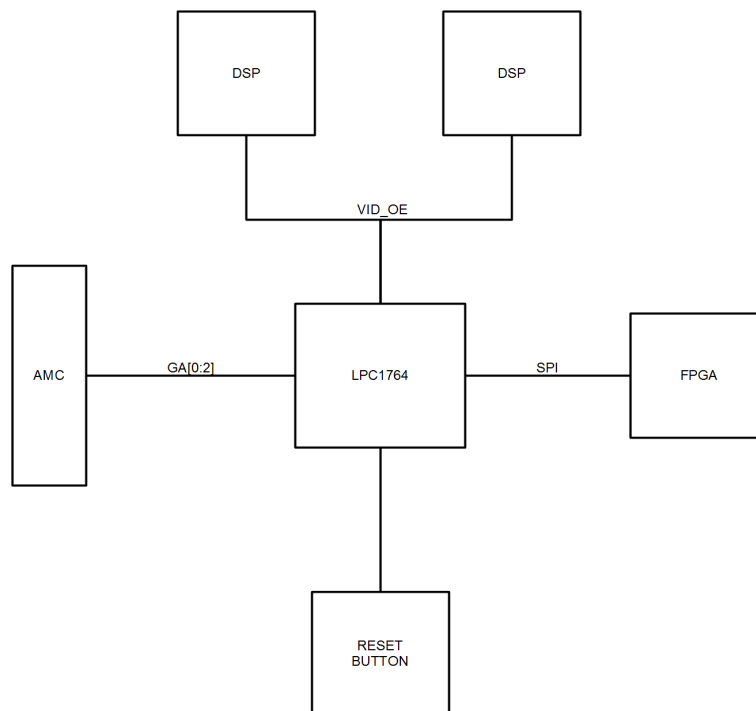 DSP
DSP
VID_OE
AMC
GA[0:2]
LPC1764
SPI
FPGA
RESET
BUTTON